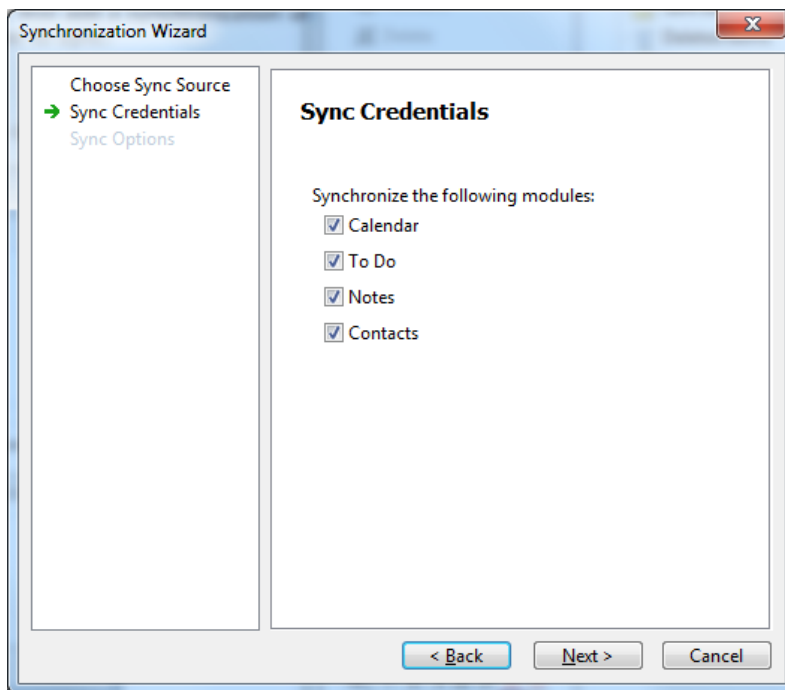 Synchronization Wizard
Choose Sync Source
Sync Credentials
Sync Options
Sync Credentials
Synchronize the following modules:
Calendar
To Do
Notes
Contacts
< Back
Next >
Cancel